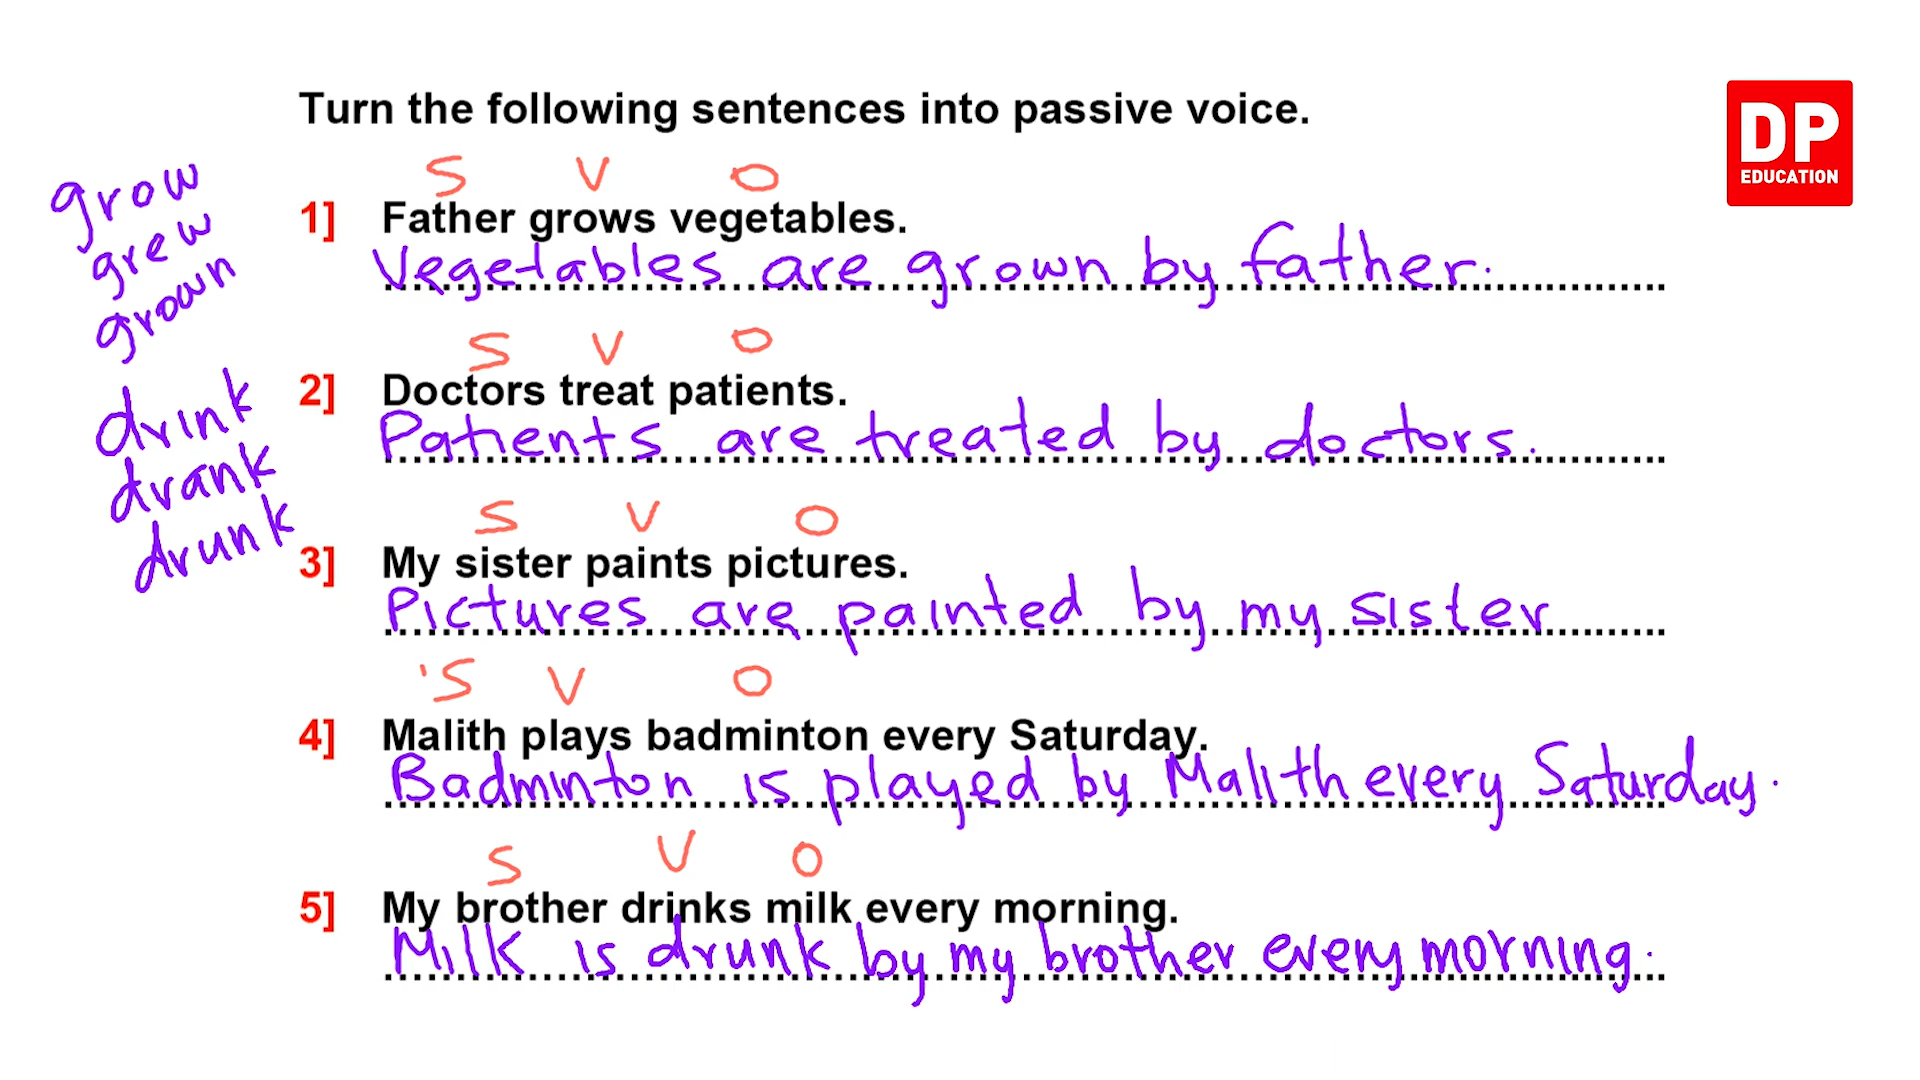 Turn the following sentences into passive voice.
DP
EDUCATION
grow
grew
grown
drink
drank
drunk
S V O
1] Father grows vegetables.
Vegetables are grown by father.
S V O
2] Doctors treat patients.
Patients are treated by doctors.
S V O
3] My sister paints pictures.
Pictures are painted by my sister
S V O
4] Malith plays badminton every Saturday.
Badminton is played by Malith every Saturday.
S V O
5] My brother drinks milk every morning.
Milk is drunk by my brother every morning.